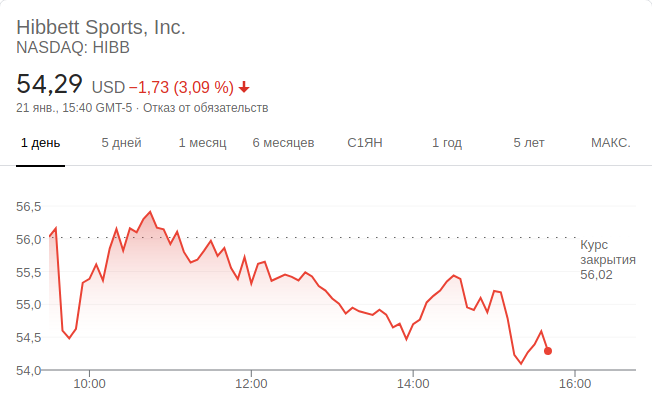 Hibbett Sports, Inc.
NASDAQ: HIBB
54,29 USD −1,73 (3,09 %)
21 янв., 15:40 GMT-5 · Отказ от обязательств
1 день 5 дней 1 месяц 6 месяцев С1ЯН 1 год 5 лет МАКС.
56,5
56,0
55,5
55,0
54,5
54,0
Курс
закрытия
56,02
10:00 12:00 14:00 16:00